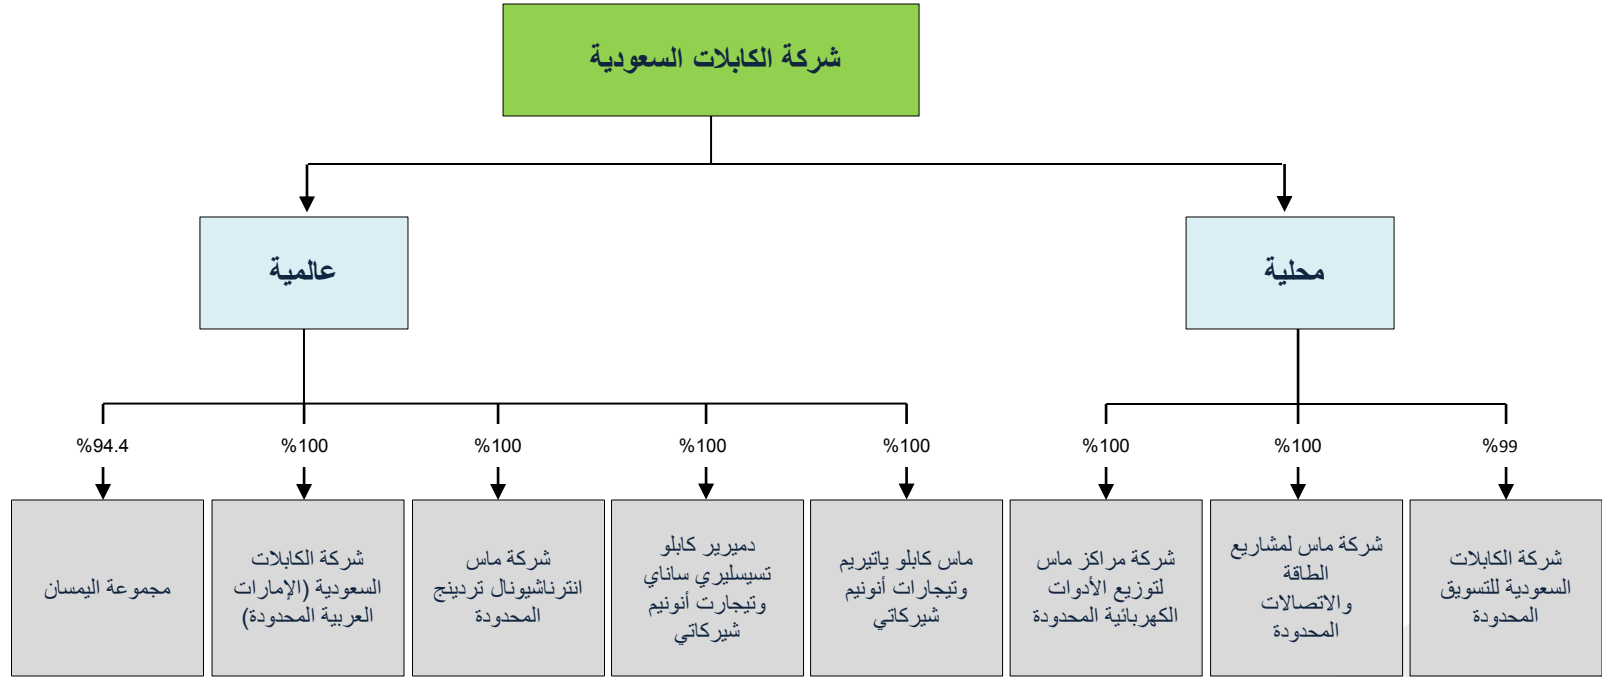 شركة الكابلات السعودية
محلية
عالمية
%99
%100
%100
%100
%100
%100
%100
%94.4
شركة الكابلات
السعودية للتسويق
المحدودة
شركة ماس لمشاريع
الطاقة
والاتصالات
المحدودة
شركة مراكز ماس
لتوزيع الأدوات
الكهربائية المحدودة
ماس كابلو ياتيريم
وتيجارات أنونيم
شيركاتي
دميرير كابلو
تسيسليري ساناي
وتيجارت أنونيم
شيركاتي
شركة ماس
انترناشيونال تردينج
المحدودة
شركة الكابلات
السعودية (الإمارات
العربية المحدودة)
مجموعة اليمسان